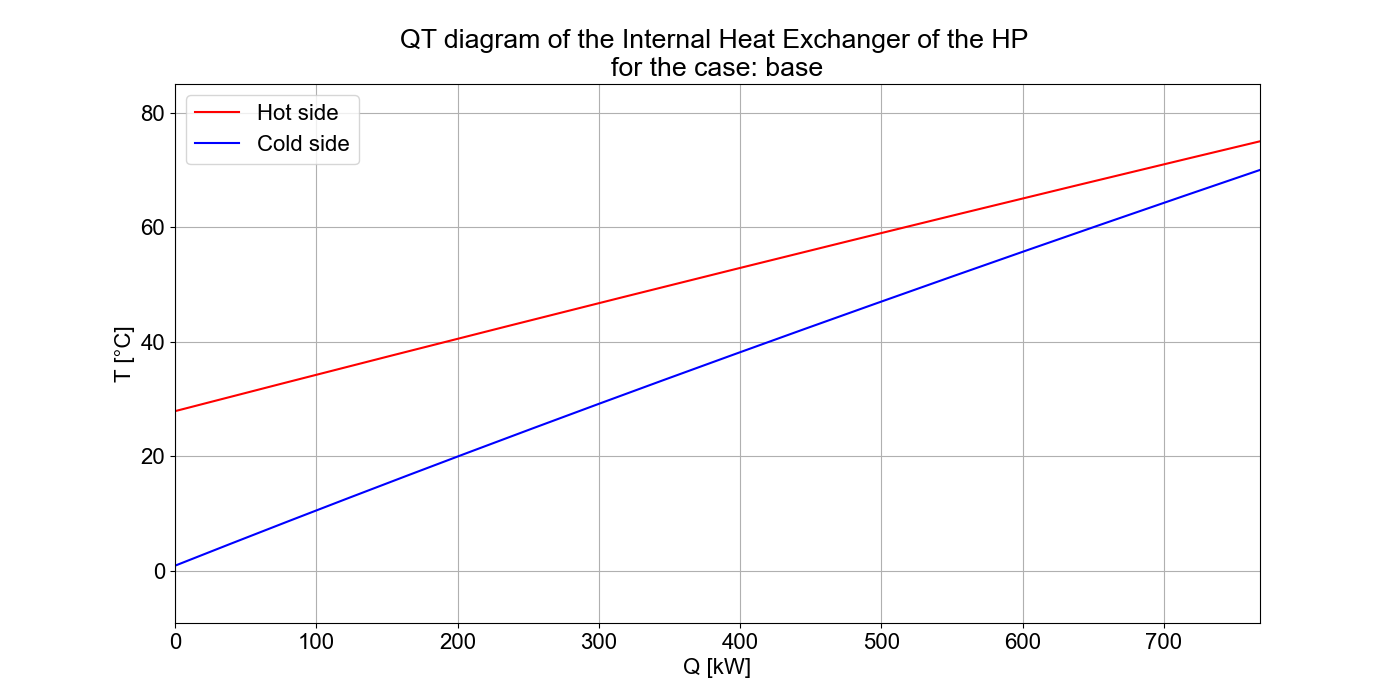 QT diagram of the Internal Heat Exchanger of the HP
for the case: base
Hot side
Cold side
T [°C]
80
60
40
20
0
0 100 200 300 400 500 600 700
Q [kW]